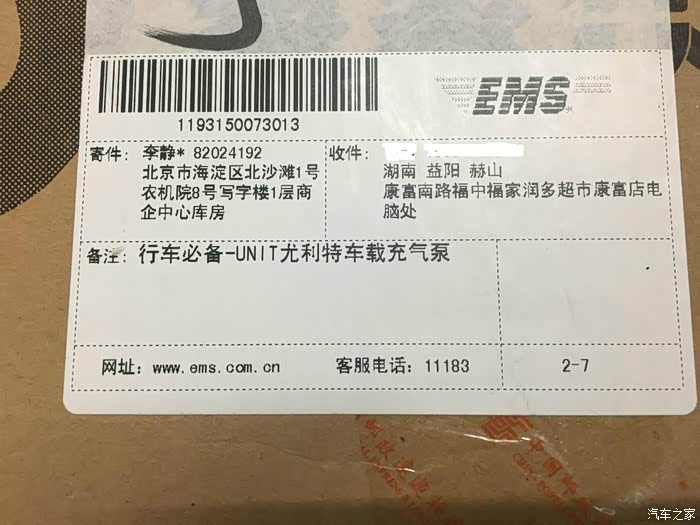 EMS
1193150073013
寄件: 李静* 82024192
北京市海淀区北沙滩1号
农机院8号写字楼1层商
企中心库房
收件:
湖南 益阳 赫山
康富南路福中福家润多超市康富店电
脑处
备注: 行车必备-UNIT尤利特车载充气泵
网址: www.ems.com.cn
客服电话: 11183
2-7
中国邮政
汽车之家